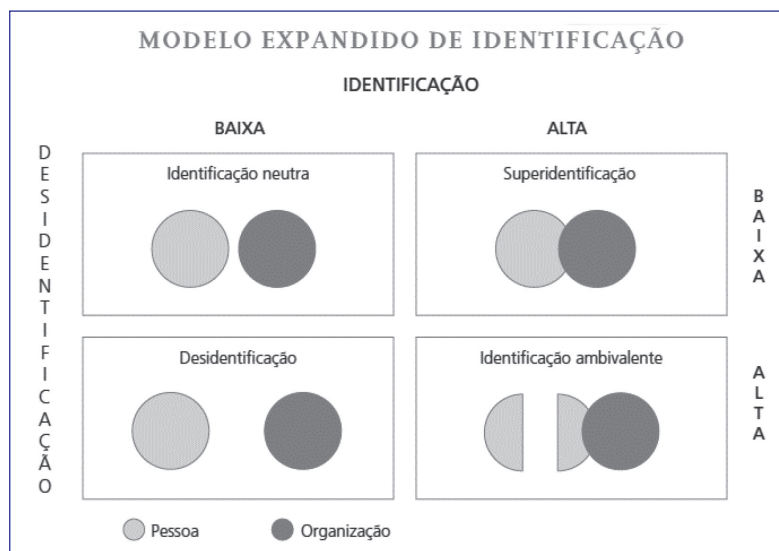 MODELO EXPANDIDO DE IDENTIFICAÇÃO
IDENTIFICAÇÃO
BAIXA ALTA
DESIDENTIFICAÇÃO
Identificação neutra
Superidentificação
BAIXA
Desidentificação
Identificação ambivalente
ALTA
Pessoa
Organização